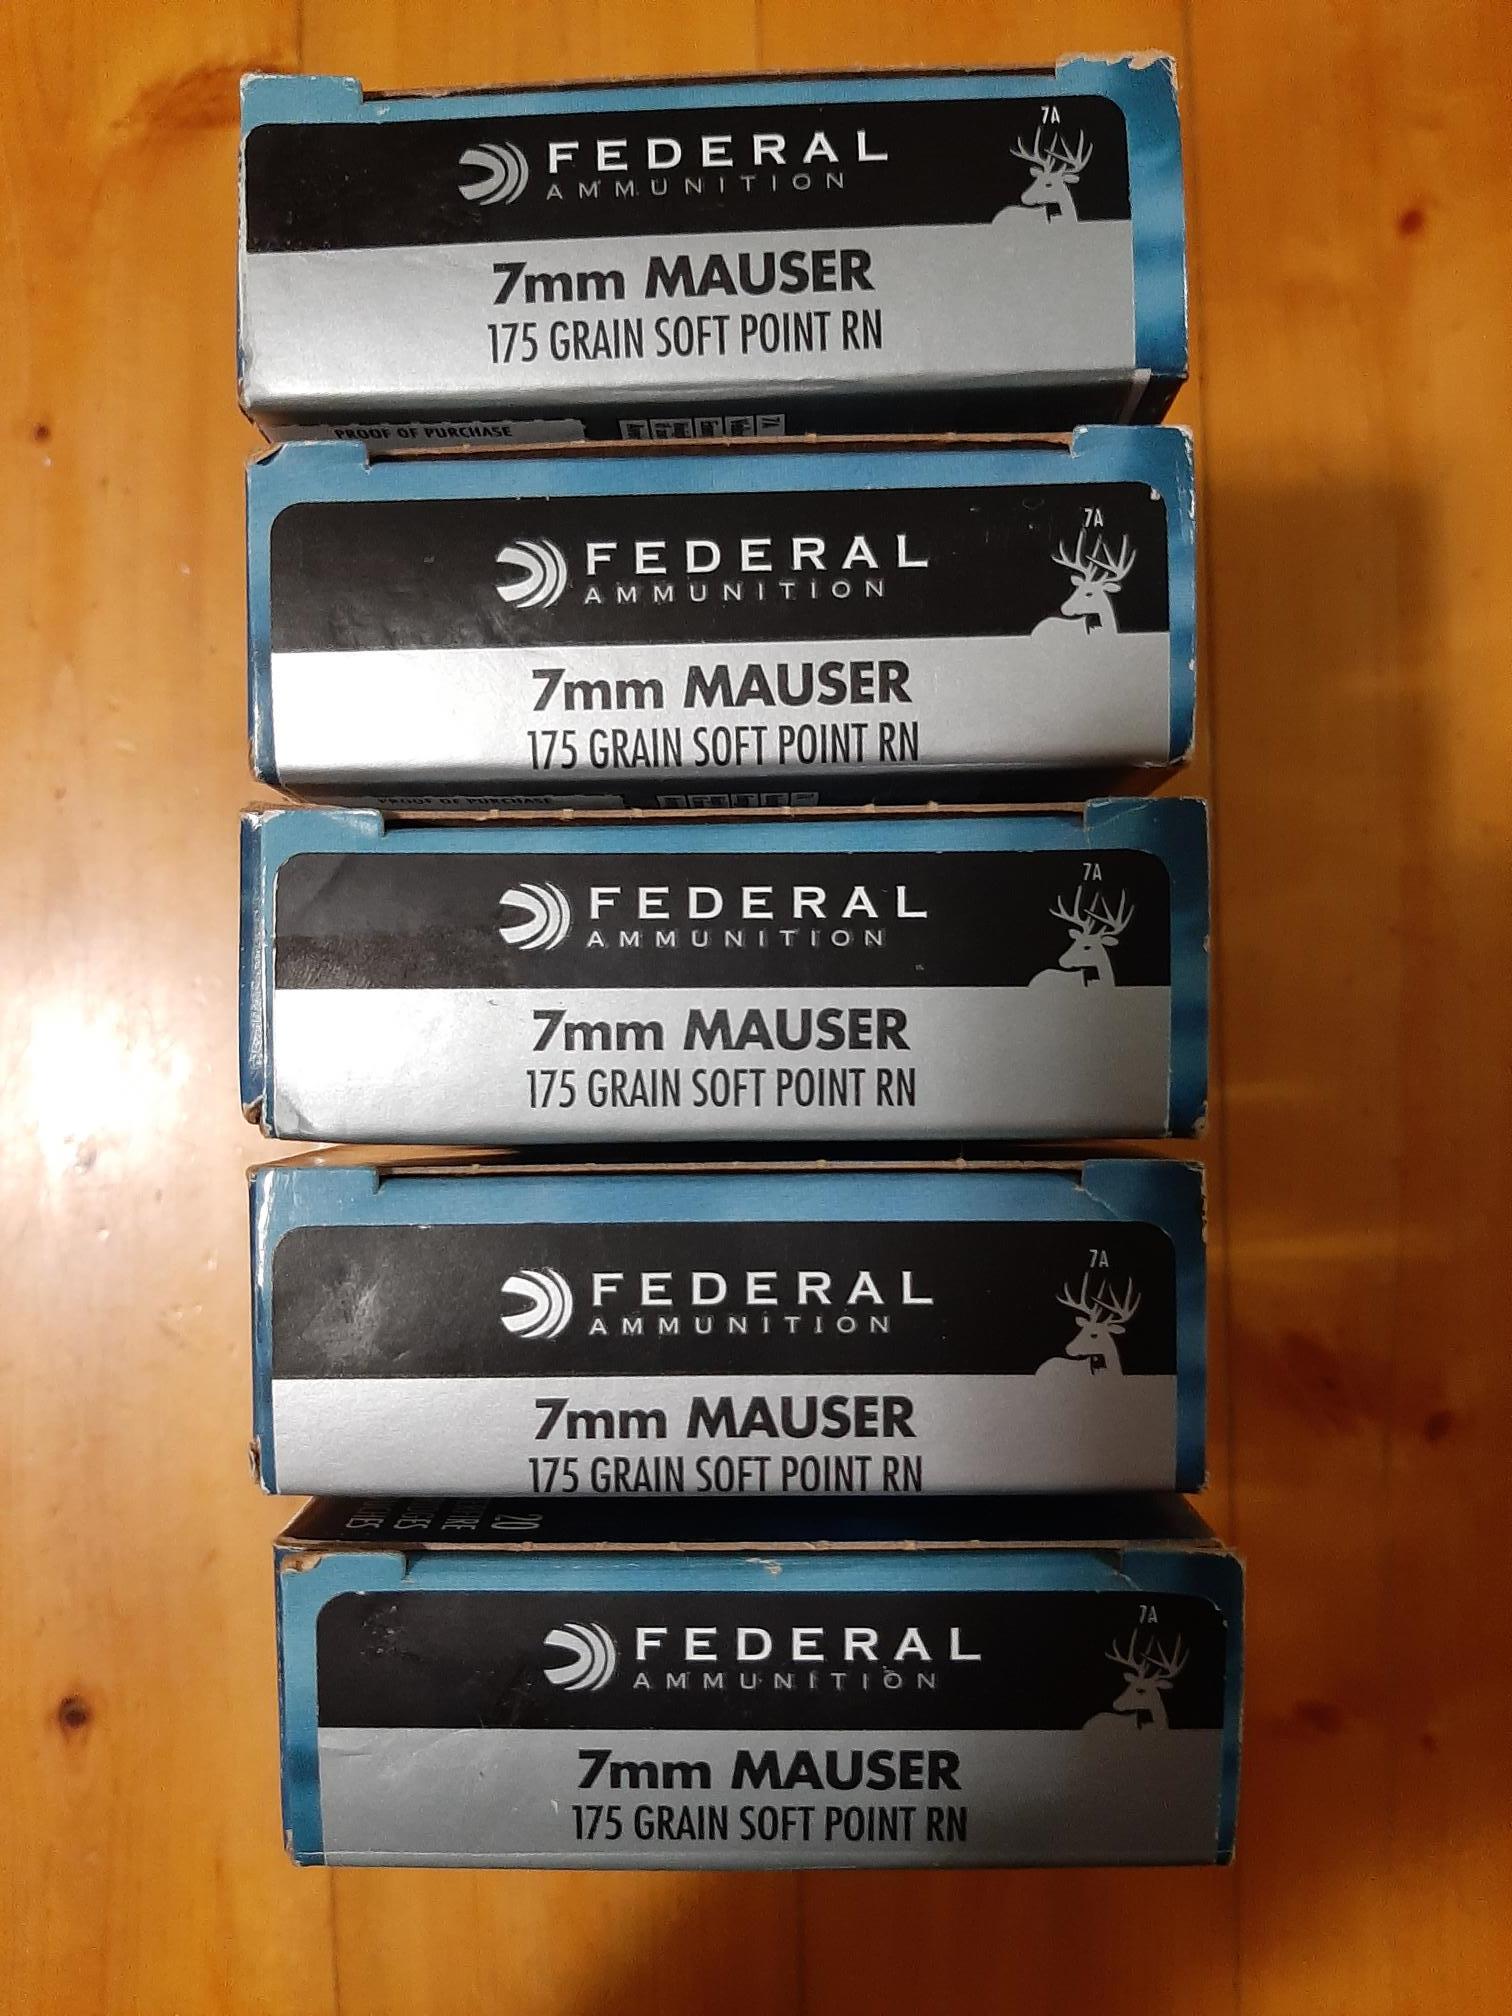 7A
FEDERAL
AMMUNITION
7mm MAUSER
175 GRAIN SOFT POINT RN
PROOF OF PURCHASE
7A
7A
FEDERAL
AMMUNITION
7mm MAUSER
175 GRAIN SOFT POINT RN
PROOF OF PURCHASE
7A
FEDERAL
AMMUNITION
7mm MAUSER
175 GRAIN SOFT POINT RN
7A
FEDERAL
AMMUNITION
7mm MAUSER
175 GRAIN SOFT POINT RN
20
7A
FEDERAL
AMMUNITION
7mm MAUSER
175 GRAIN SOFT POINT RN